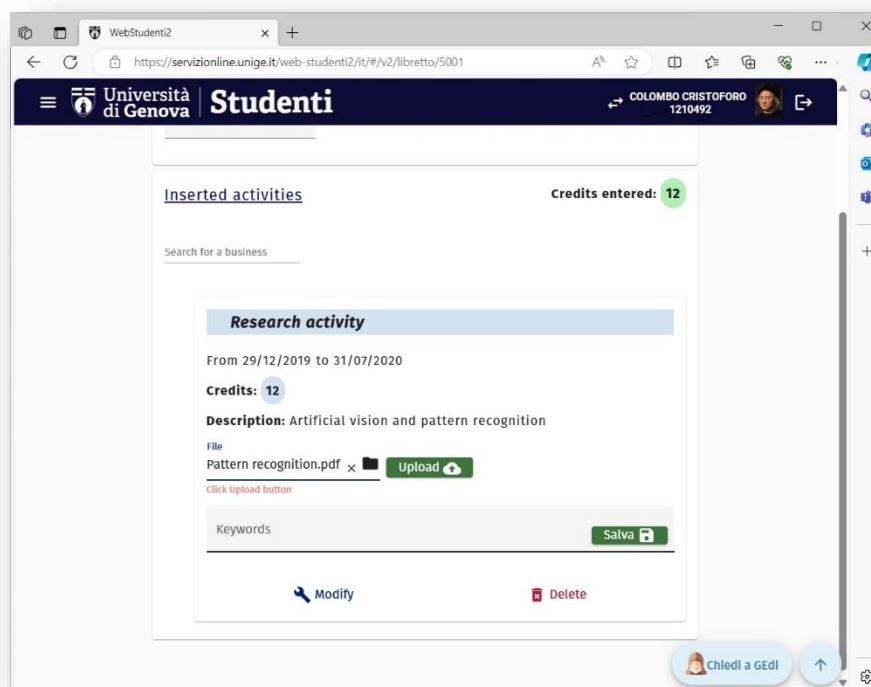 WebStudenti2
https://servizionline.unige.it/web-studenti2/it/#/v2/libretto/5001
Università
di Genova
Studenti
COLOMBO CRISTOFORO
1210492
Inserted activities
Credits entered: 12
Search for a business
Research activity
From 29/12/2019 to 31/07/2020
Credits: 12
Description: Artificial vision and pattern recognition
File
Pattern recognition.pdf
Upload
Click Upload button
Keywords
Salva
Modify
Delete
Chiedi a GEdI